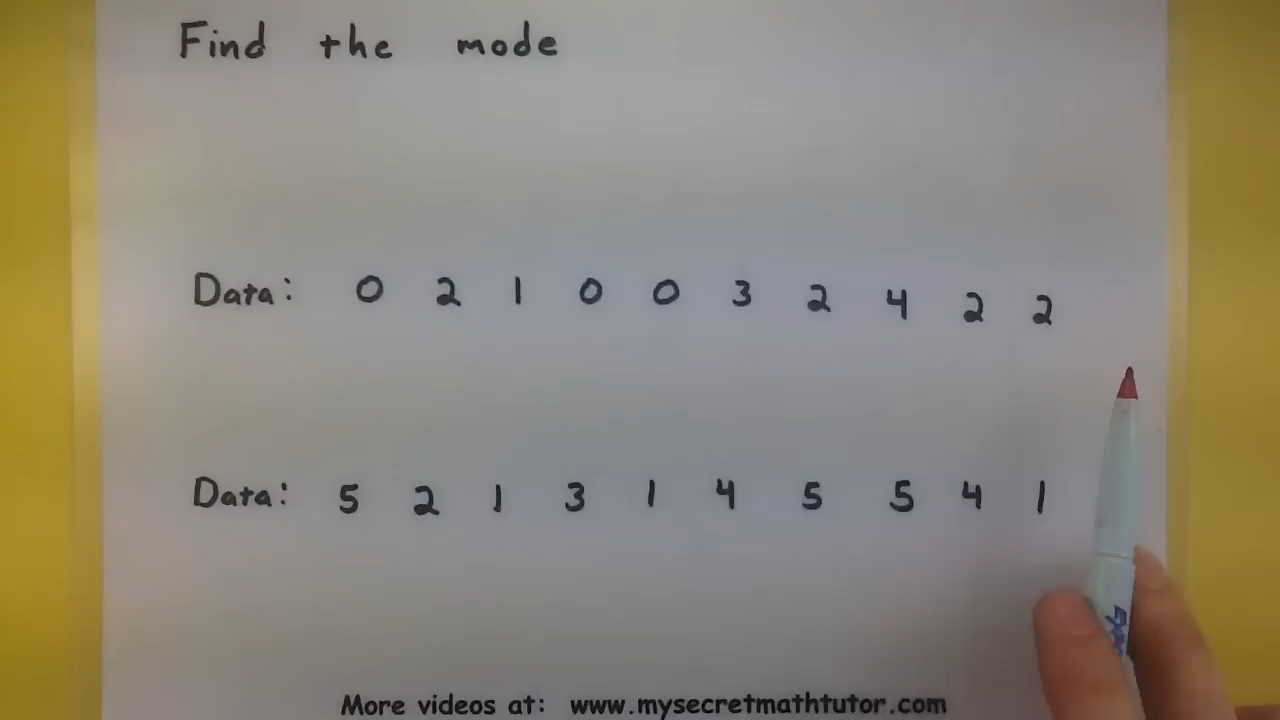 Find the mode
Data: 0 2 1 0 0 3 2 4 2 2
Data: 5 2 1 3 1 4 5 5 4 1
More videos at: www.mysecretmathtutor.com